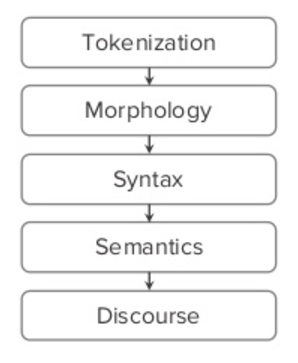 Tokenization
Morphology
Syntax
Semantics
Discourse